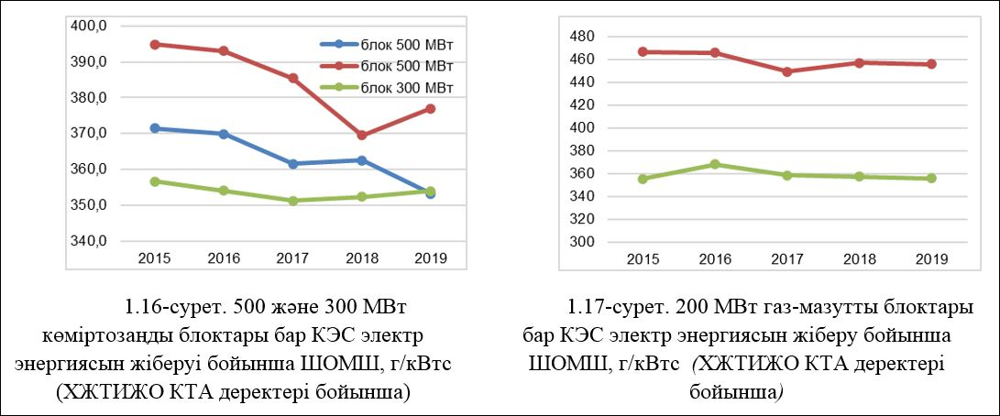 400,0
390,0
380,0
370,0
360,0
350,0
340,0
блок 500 МВт
блок 500 МВт
блок 300 МВт
2015 2016 2017 2018 2019
1.16-сурет. 500 және 300 МВт
көміртозаңды блоктары бар КЭС электр
энергиясын жіберуі бойынша ШОМШ, г/кВтс
(ХЖТИЖО КТА деректері бойынша)
480
460
440
420
400
380
360
340
320
300
2015 2016 2017 2018 2019
1.17-сурет. 200 МВт газ-мазутты блоктары
бар КЭС электр энергиясын жіберу бойынша
ШОМШ, г/кВтс (ХЖТИЖО КТА деректері
бойынша)